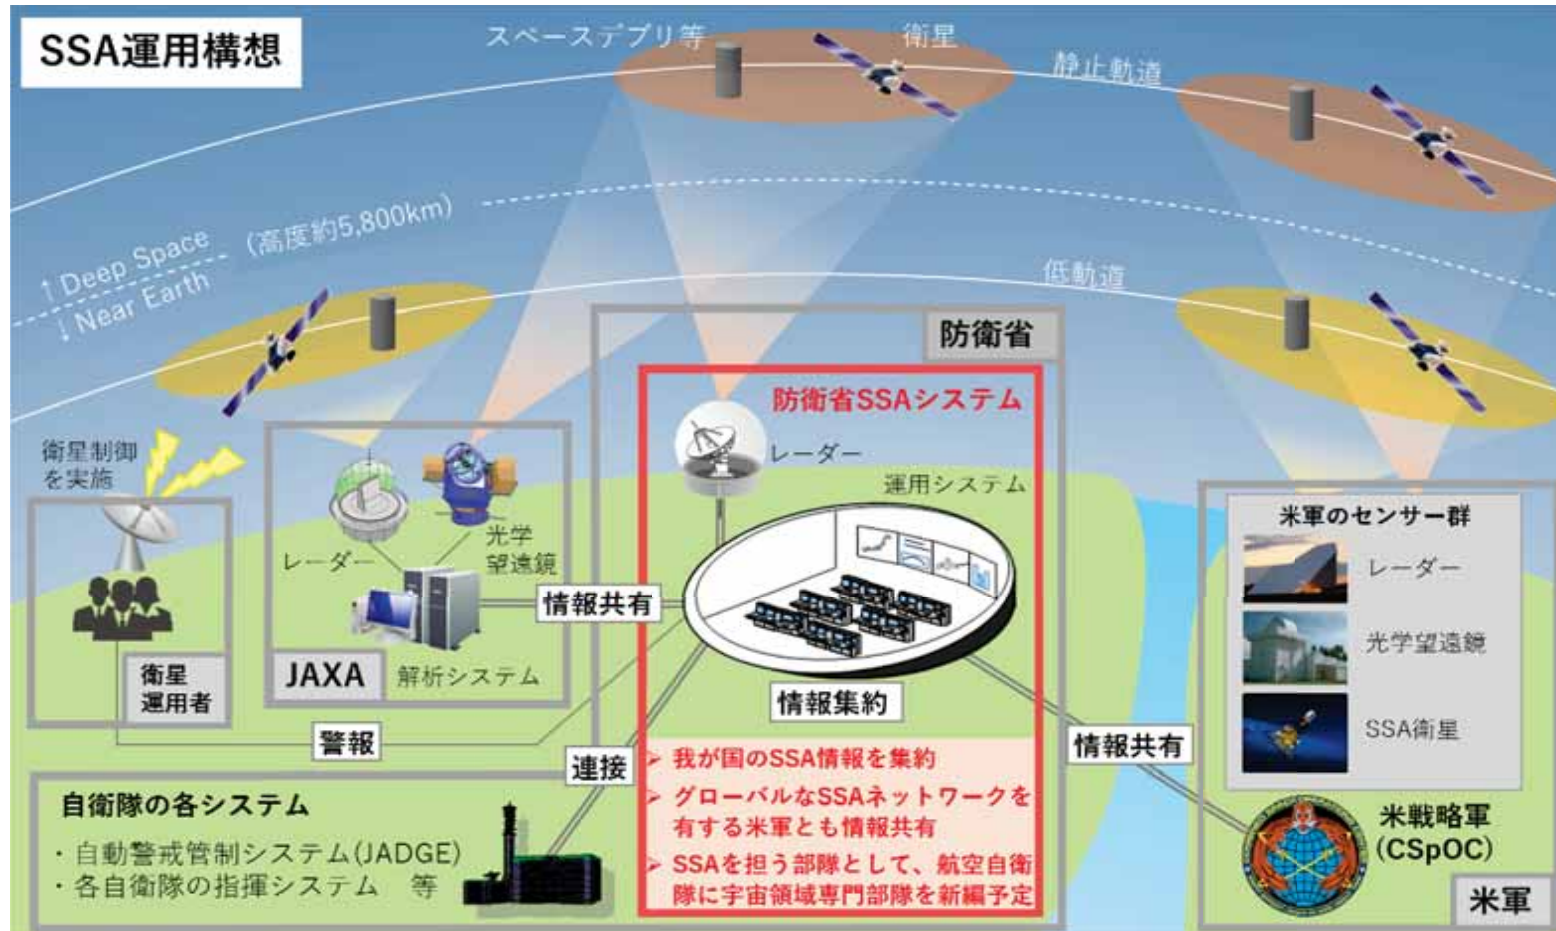 SSA運用構想
スペースデブリ等
衛星
静止軌道
↑ Deep Space
(高度約5,800km)
↓ Near Earth
低軌道
防衛省
防衛省SSAシステム
衛星制御
を実施
レーダー
運用システム
米軍のセンサー群
レーダー
光学
望遠鏡
レーダー
情報共有
光学望遠鏡
衛星
運用者
JAXA
解析システム
情報集約
SSA衛星
警報
連接
情報共有
➢ 我が国のSSA情報を集約
➢ グローバルなSSAネットワークを
有する米軍とも情報共有
➢ SSAを担う部隊として、航空自衛
隊に宇宙領域専門部隊を新編予定
自衛隊の各システム
・自動警戒管制システム(JADGE)
・各自衛隊の指揮システム 等
米戦略軍
(CSpOC)
米軍